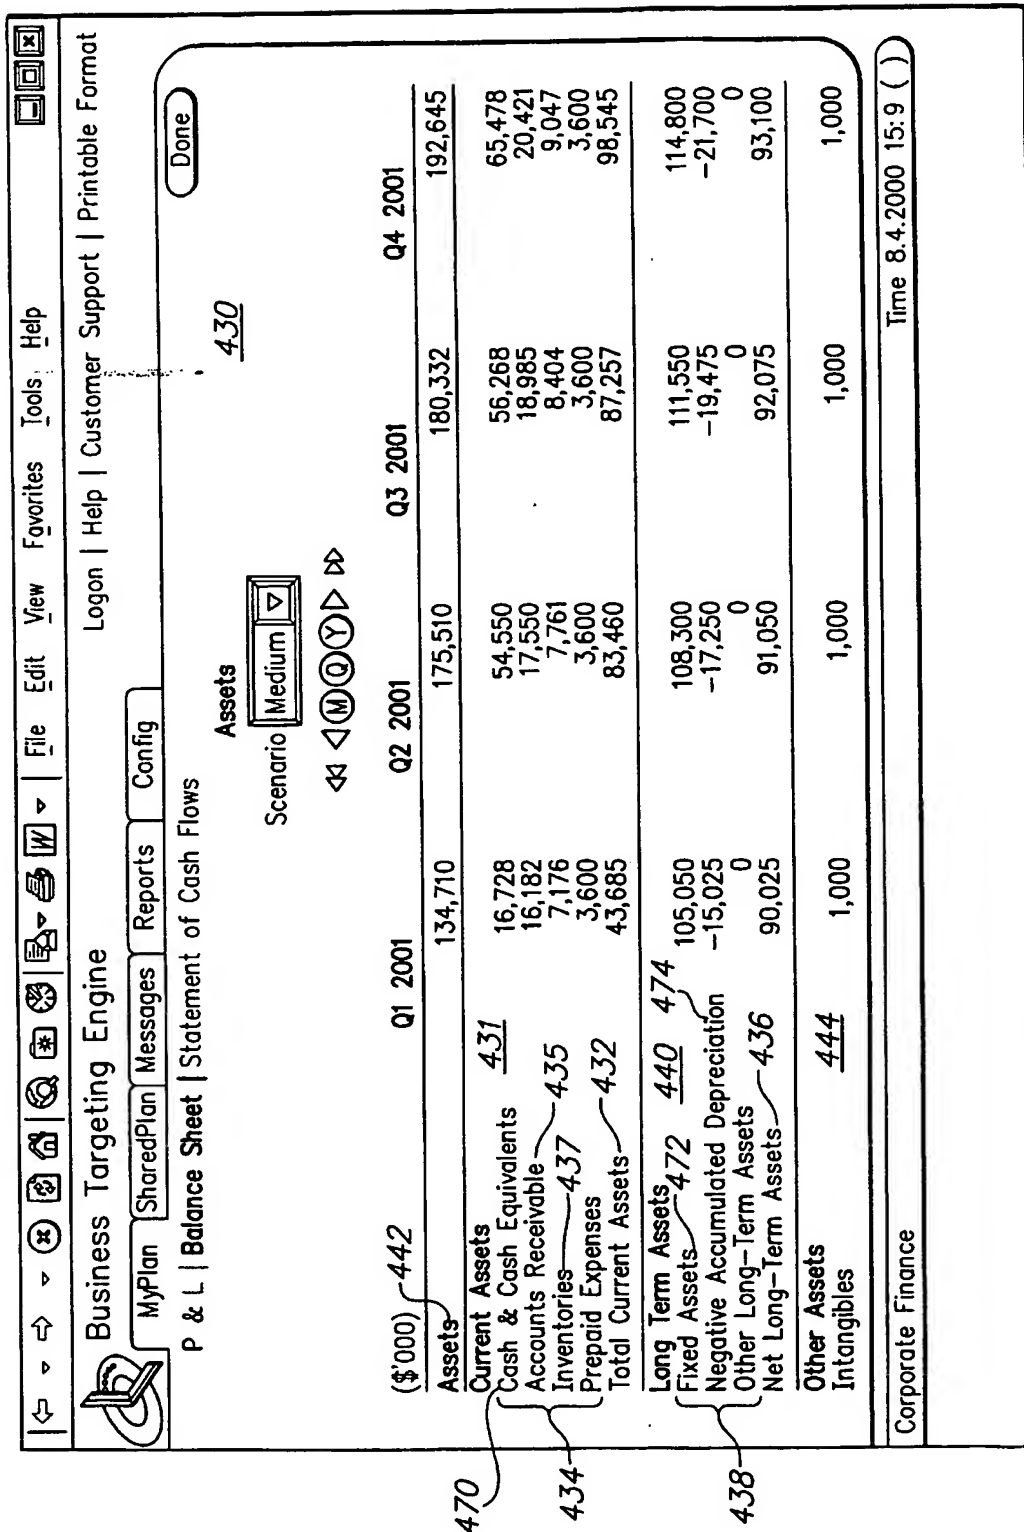 File Edit View Favorites Tools Help
Business Targeting Engine
Logon | Help | Customer Support | Printable Format
MyPlan SharedPlan Messages Reports Config
P & L | Balance Sheet | Statement of Cash Flows
Done
Assets
430
Scenario Medium
M Q Y
($'000) 442 Q1 2001 Q2 2001 Q3 2001 Q4 2001
Assets 134,710 175,510 180,332 192,645
Current Assets 431
470 Cash & Cash Equivalents 16,728 54,550 56,268 65,478
Accounts Receivable 435 16,182 17,550 18,985 20,421
434 Inventories 437 7,176 7,761 8,404 9,047
Prepaid Expenses 3,600 3,600 3,600 3,600
Total Current Assets 432 43,685 83,460 87,257 98,545
Long Term Assets 440 474
Fixed Assets 472 105,050 108,300 111,550 114,800
Negative Accumulated Depreciation -15,025 -17,250 -19,475 -21,700
438 Other Long-Term Assets 0 0 0 0
Net Long-Term Assets 436 90,025 91,050 92,075 93,100
Other Assets 444
Intangibles 1,000 1,000 1,000 1,000
Corporate Finance Time 8.4.2000 15:9 ( )